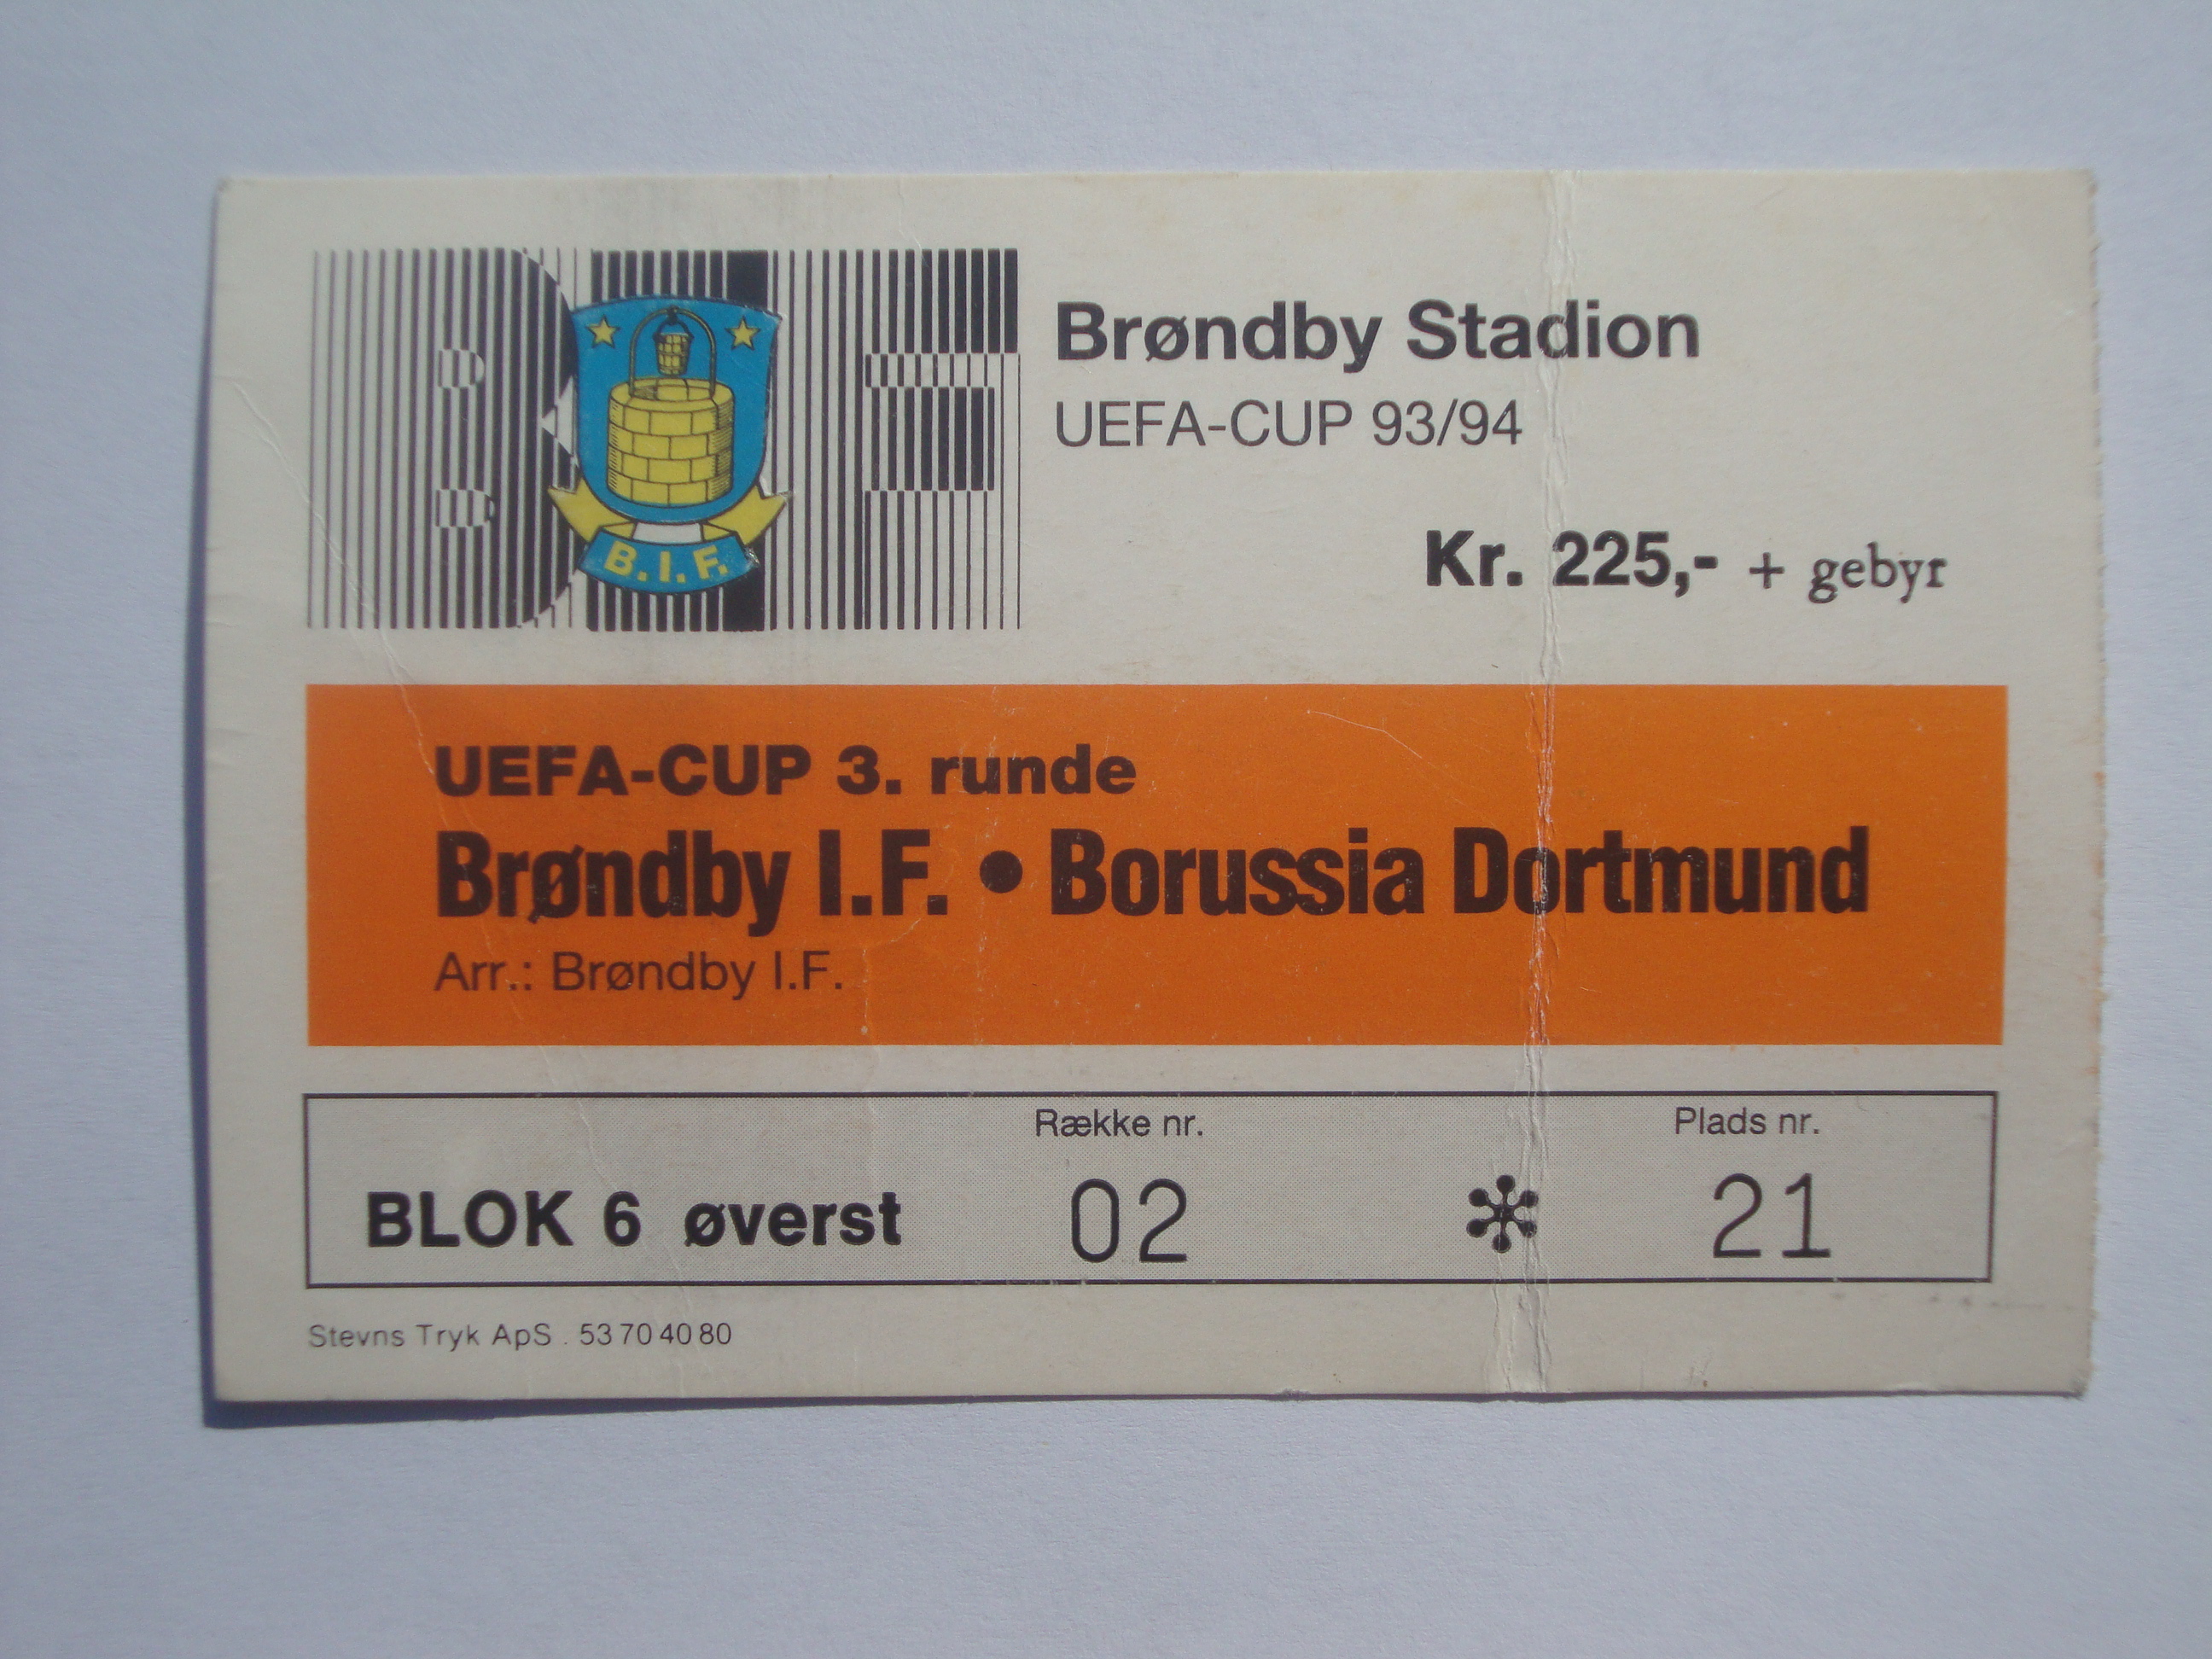 BIF
B.I.F.
Brøndby Stadion
UEFA-CUP 93/94
Kr. 225,- + gebyr
UEFA-CUP 3. runde
Brøndby I.F. • Borussia Dortmund
Arr.: Brøndby I.F.
Række nr.
Plads nr.
BLOK 6 øverst 02 * 21
Stevns Tryk ApS . 53 70 40 80